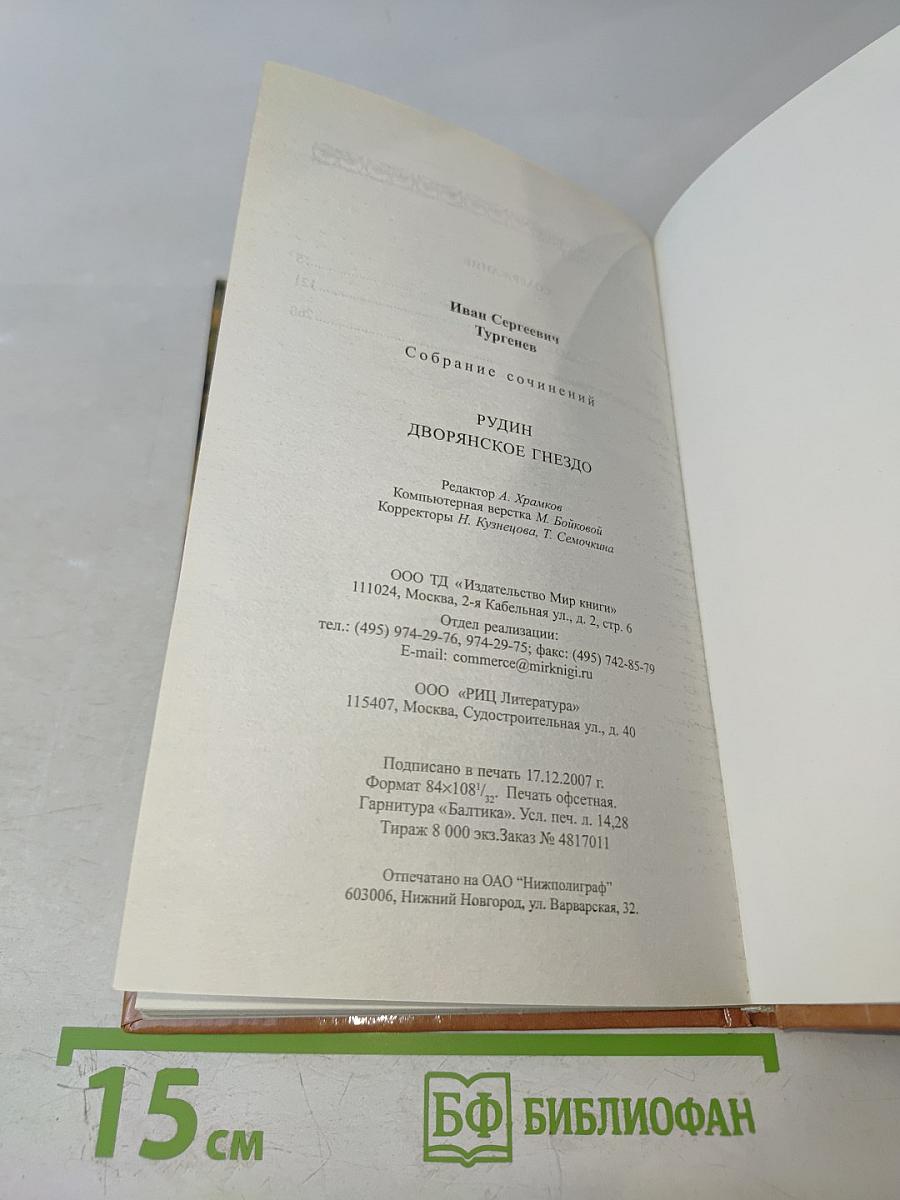 Иван Сергеевич
Тургенев
Собрание сочинений
РУДИН
ДВОРЯНСКОЕ ГНЕЗДО
Редактор А. Храмков
Компьютерная верстка М. Бойковой
Корректоры Н. Кузнецова, Т. Семочкина
ООО ТД «Издательство Мир книги»
111024, Москва, 2-я Кабельная ул., д. 2, стр. 6
Отдел реализации:
тел.: (495) 974-29-76, 974-29-75; факс: (495) 742-85-79
E-mail: commerce@mirknigi.ru
ООО «РИЦ Литература»
115407, Москва, Судостроительная ул., д. 40
Подписано в печать 17.12.2007 г.
Формат 84×108¹/₃₂. Печать офсетная.
Гарнитура «Балтика». Усл. печ. л. 14,28
Тираж 8 000 экз.Заказ № 4817011
Отпечатано на ОАО "Нижполиграф"
603006, Нижний Новгород, ул. Варварская, 32.
15 см
БФ БИБЛИОФАН